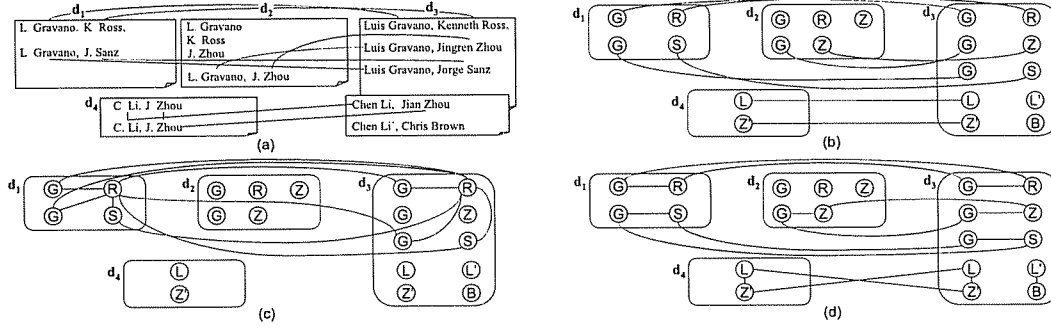 d1 d2 d3
L. Gravano. K Ross.
L Gravano, J. Sanz
L. Gravano
K Ross
J. Zhou
L. Gravano, J. Zhou
Luis Gravano, Kenneth Ross.
Luis Gravano, Jingren Zhou
Luis Gravano, Jorge Sanz
d4
C Li, J Zhou
C. Li, J. Zhou
Chen Li, Jian Zhou
Chen Li', Chris Brown
(a)
d1 d2 d3
G R G R Z G R
G S G Z G Z
G S
d4 L L L'
Z' Z' B
(b)
d1 d2 d3
G R G R Z G R
G S G Z G Z
G S
d4 L L L'
Z' Z' B
(c)
d1 d2 d3
G R G R Z G R
G S G Z G Z
G S
d4 L L L'
Z' Z' B
(d)